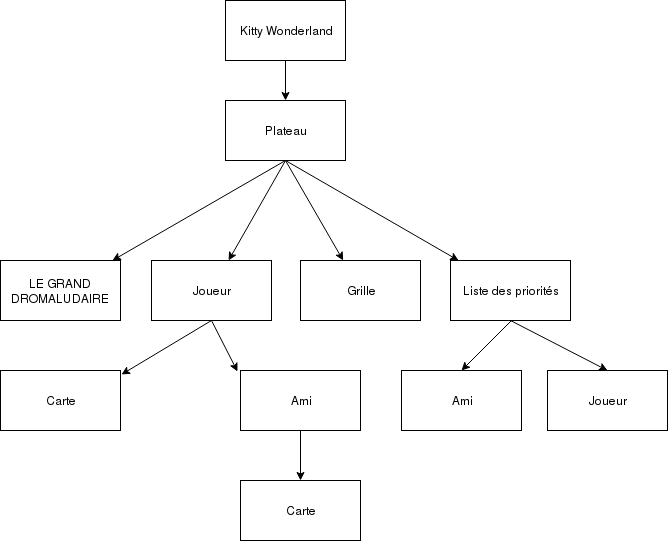 Kitty Wonderland
Plateau
LE GRAND
DROMALUDAIRE
Joueur
Grille
Liste des priorités
Carte
Ami
Ami
Joueur
Carte